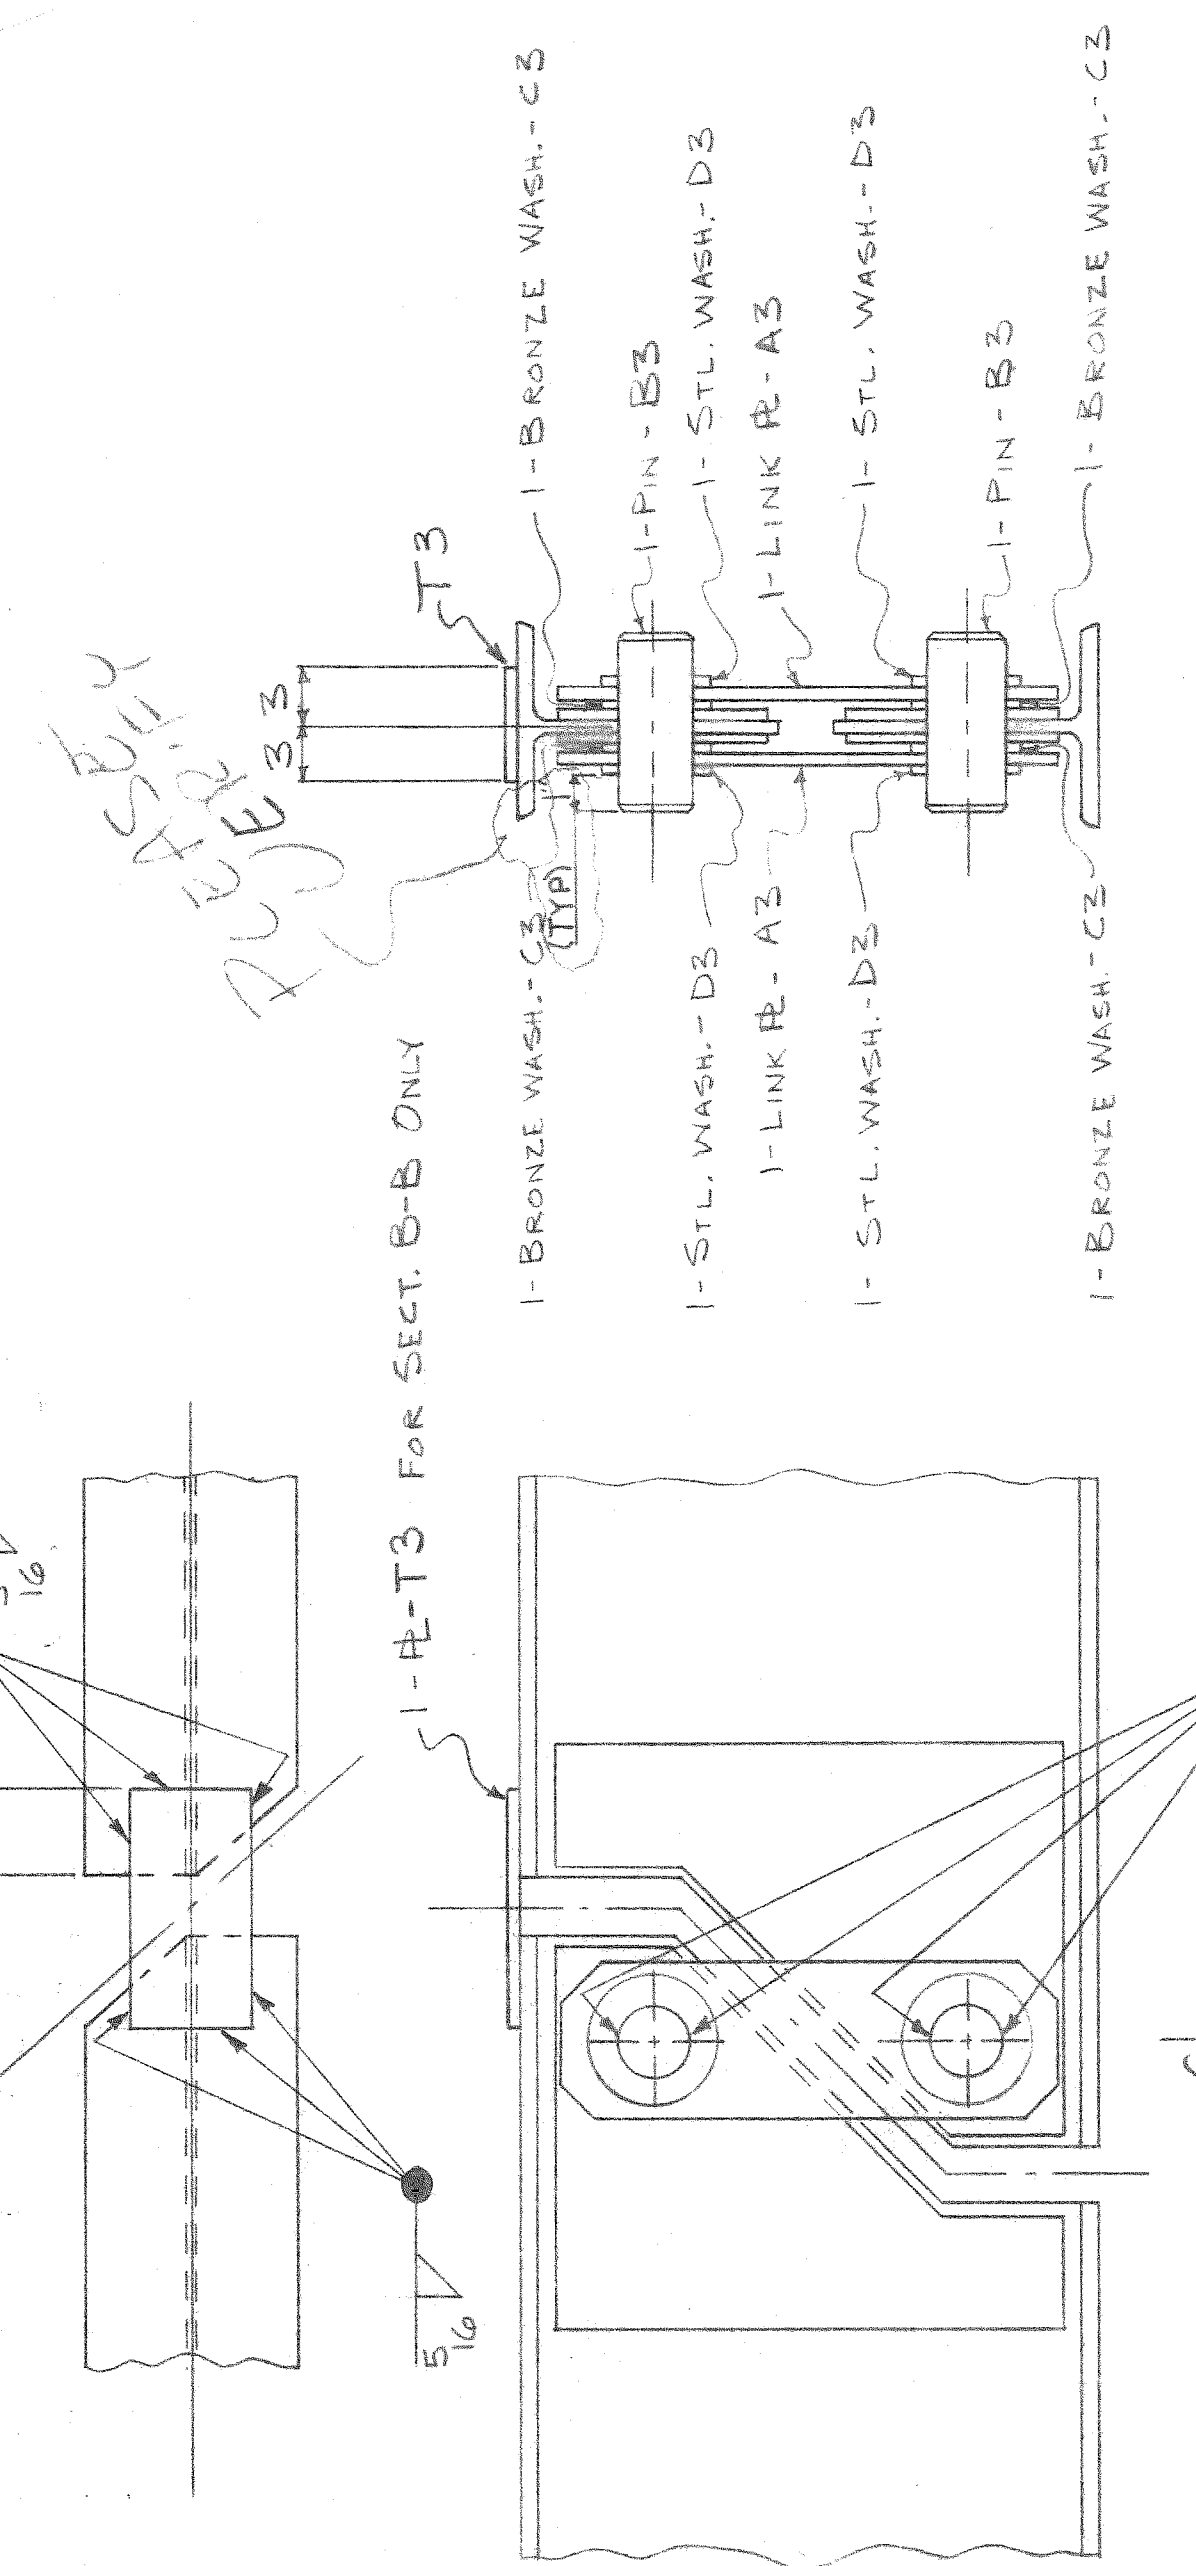 5
16
1-PL-T3 FOR SECT. B-B ONLY
5
16
T3
3 3
1
(TYP)
1-BRONZE WASH.-C3
1-STL. WASH.-D3
1-LINK PL-A3
1-STL. WASH.-D3
1-BRONZE WASH.-C3
1-BRONZE WASH.-C3
1-PIN-B3
1-STL. WASH.-D3
1-LINK PL-A3
1-STL. WASH.-D3
1-PIN-B3
1-BRONZE WASH.-C3